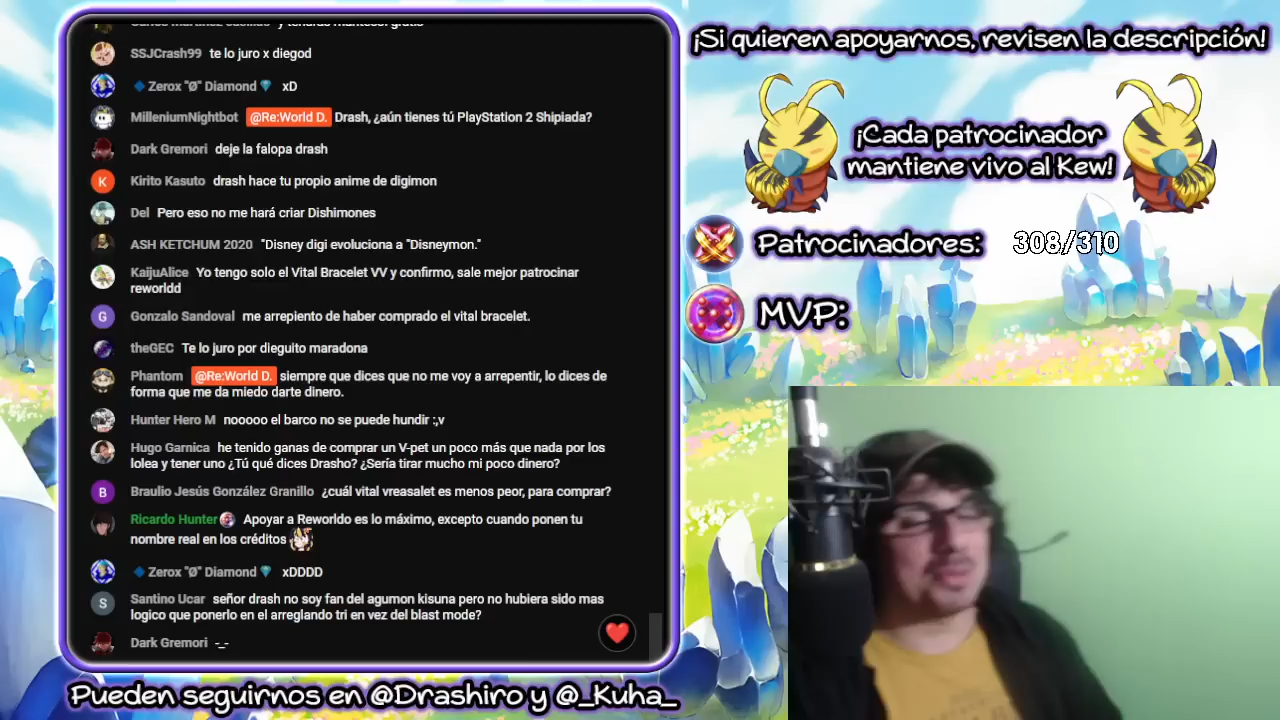 SSJCrash99 te lo juro x diegod
Zerox "Ø" Diamond xD
MilleniumNightbot @Re:World D. Drash, ¿aún tienes tú PlayStation 2 Shipiada?
Dark Gremori deje la falopa drash
K Kirito Kasuto drash hace tu propio anime de digimon
Del Pero eso no me hará criar Dishimones
ASH KETCHUM 2020 "Disney digi evoluciona a "Disneymon."
KaijuAlice Yo tengo solo el Vital Bracelet VV y confirmo, sale mejor patrocinar
reworldd
G Gonzalo Sandoval me arrepiento de haber comprado el vital bracelet.
theGEC Te lo juro por dieguito maradona
Phantom @Re:World D. siempre que dices que no me voy a arrepentir, lo dices de
forma que me da miedo darte dinero.
Hunter Hero M nooooo el barco no se puede hundir :,v
Hugo Garnica he tenido ganas de comprar un V-pet un poco más que nada por los
lolea y tener uno ¿Tú qué dices Drasho? ¿Sería tirar mucho mi poco dinero?
B Braulio Jesús González Granillo ¿cuál vital vreasalet es menos peor, para comprar?
Ricardo Hunter Apoyar a Reworldo es lo máximo, excepto cuando ponen tu
nombre real en los créditos
Zerox "Ø" Diamond xDDDD
S Santino Ucar señor drash no soy fan del agumon kisuna pero no hubiera sido mas
logico que ponerlo en el arreglando tri en vez del blast mode?
Dark Gremori -_-
Pueden seguirnos en @Drashiro y @_Kuha_
¡Si quieren apoyarnos, revisen la descripción!
¡Cada patrocinador
mantiene vivo al Kew!
Patrocinadores: 308/310
MVP: